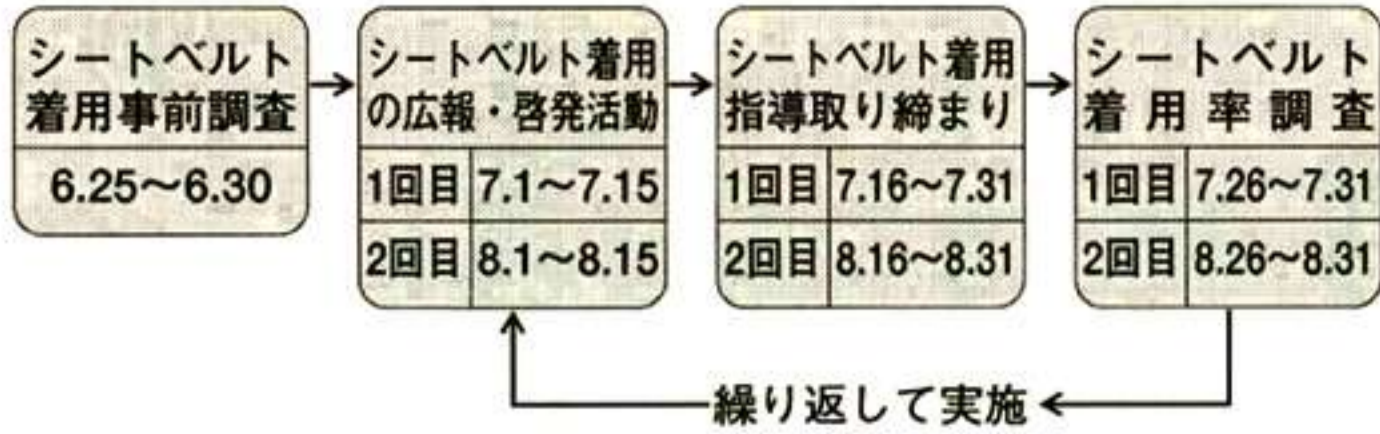 シートベルト
着用事前調査
6.25〜6.30
シートベルト着用
の広報・啓発活動
1回目 7.1〜7.15
2回目 8.1〜8.15
シートベルト着用
指導取り締まり
1回目 7.16〜7.31
2回目 8.16〜8.31
シートベルト
着用率調査
1回目 7.26〜7.31
2回目 8.26〜8.31
繰り返して実施